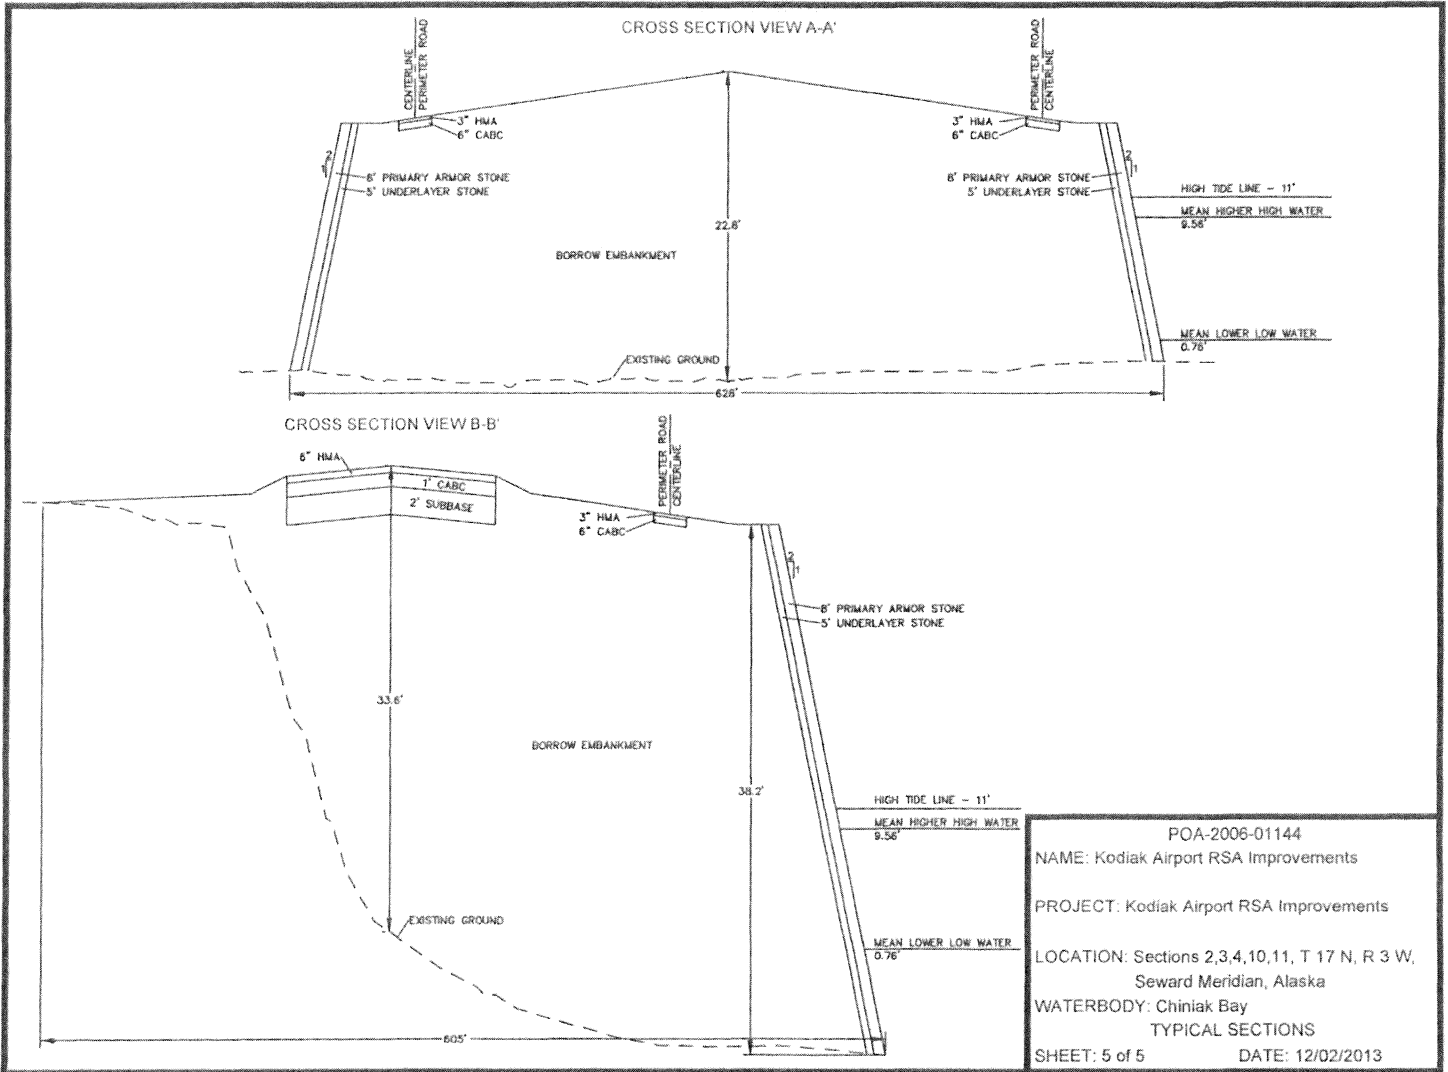 CROSS SECTION VIEW A-A'
CENTERLINE
PERIMETER ROAD
PERIMETER ROAD
CENTERLINE
3" HMA
6" CABC
3" HMA
6" CABC
2
1
8' PRIMARY ARMOR STONE
5' UNDERLAYER STONE
2
1
8' PRIMARY ARMOR STONE
5' UNDERLAYER STONE
HIGH TIDE LINE - 11'
MEAN HIGHER HIGH WATER
9.56'
22.8'
BORROW EMBANKMENT
MEAN LOWER LOW WATER
0.76'
EXISTING GROUND
628'
CROSS SECTION VIEW B-B'
PERIMETER ROAD
CENTERLINE
6" HMA
1' CABC
2' SUBBASE
3" HMA
6" CABC
2
1
8' PRIMARY ARMOR STONE
5' UNDERLAYER STONE
33.6'
BORROW EMBANKMENT
38.2'
HIGH TIDE LINE - 11'
MEAN HIGHER HIGH WATER
9.56'
EXISTING GROUND
MEAN LOWER LOW WATER
0.76'
605'
POA-2006-01144
NAME: Kodiak Airport RSA Improvements
PROJECT: Kodiak Airport RSA Improvements
LOCATION: Sections 2,3,4,10,11, T 17 N, R 3 W,
Seward Meridian, Alaska
WATERBODY: Chiniak Bay
TYPICAL SECTIONS
SHEET: 5 of 5 DATE: 12/02/2013